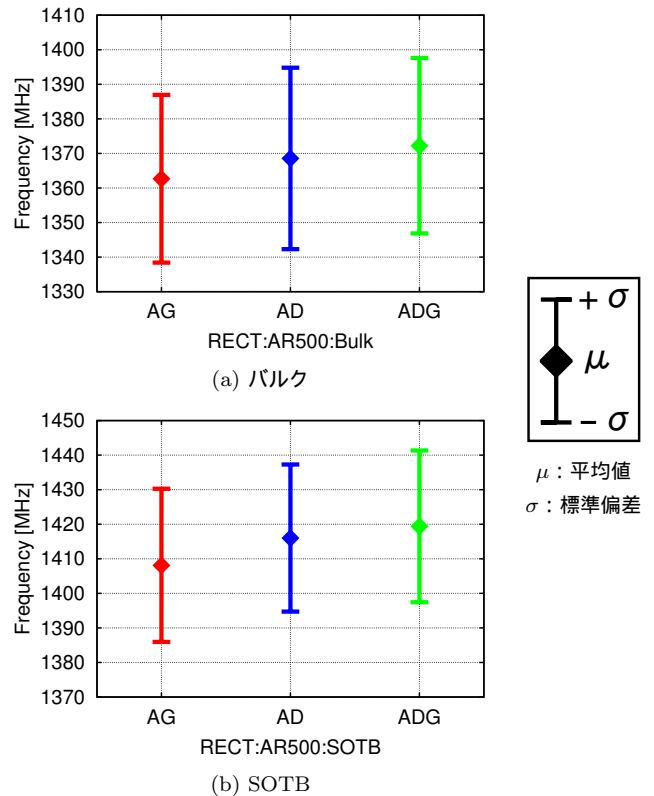 1410
1400
1390
1380
1370
1360
1350
1340
1330
Frequency [MHz]
AG AD ADG
RECT:AR500:Bulk
(a) バルク
+ σ
μ
− σ
μ：平均値
σ：標準偏差
1450
1440
1430
1420
1410
1400
1390
1380
1370
Frequency [MHz]
AG AD ADG
RECT:AR500:SOTB
(b) SOTB